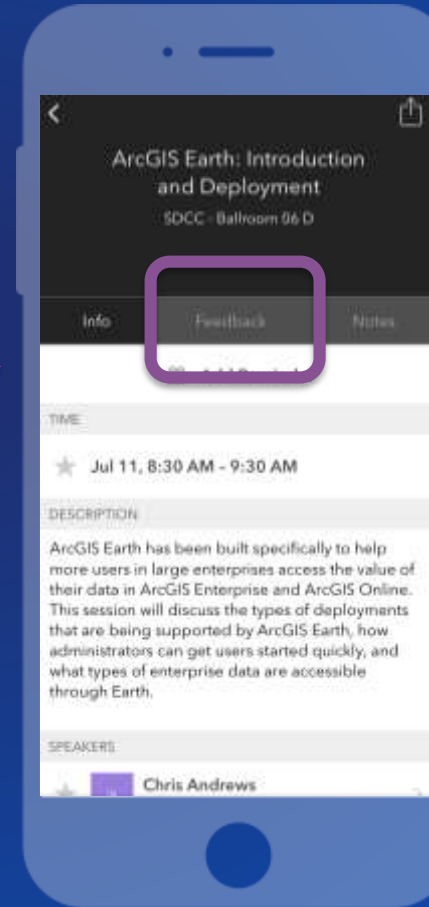 ArcGIS Earth: Introduction
and Deployment
SDCC - Ballroom 06 D
Info Feedback Notes
TIME
Jul 11, 8:30 AM - 9:30 AM
DESCRIPTION
ArcGIS Earth has been built specifically to help
more users in large enterprises access the value of
their data in ArcGIS Enterprise and ArcGIS Online.
This session will discuss the types of deployments
that are being supported by ArcGIS Earth, how
administrators can get users started quickly, and
what types of enterprise data are accessible
through Earth.
SPEAKERS
Chris Andrews